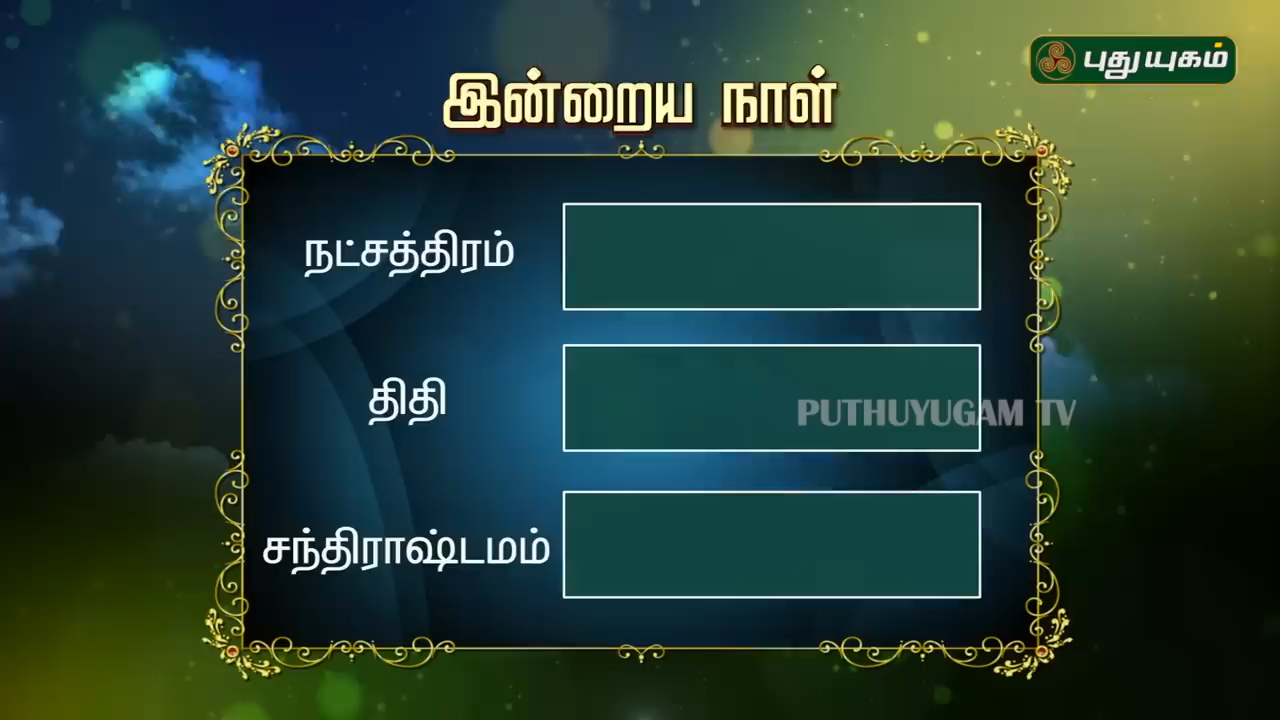 புதுயுகம்
இன்றைய நாள்
நட்சத்திரம்
திதி
PUTHUYUGAM TV
சந்திராஷ்டமம்